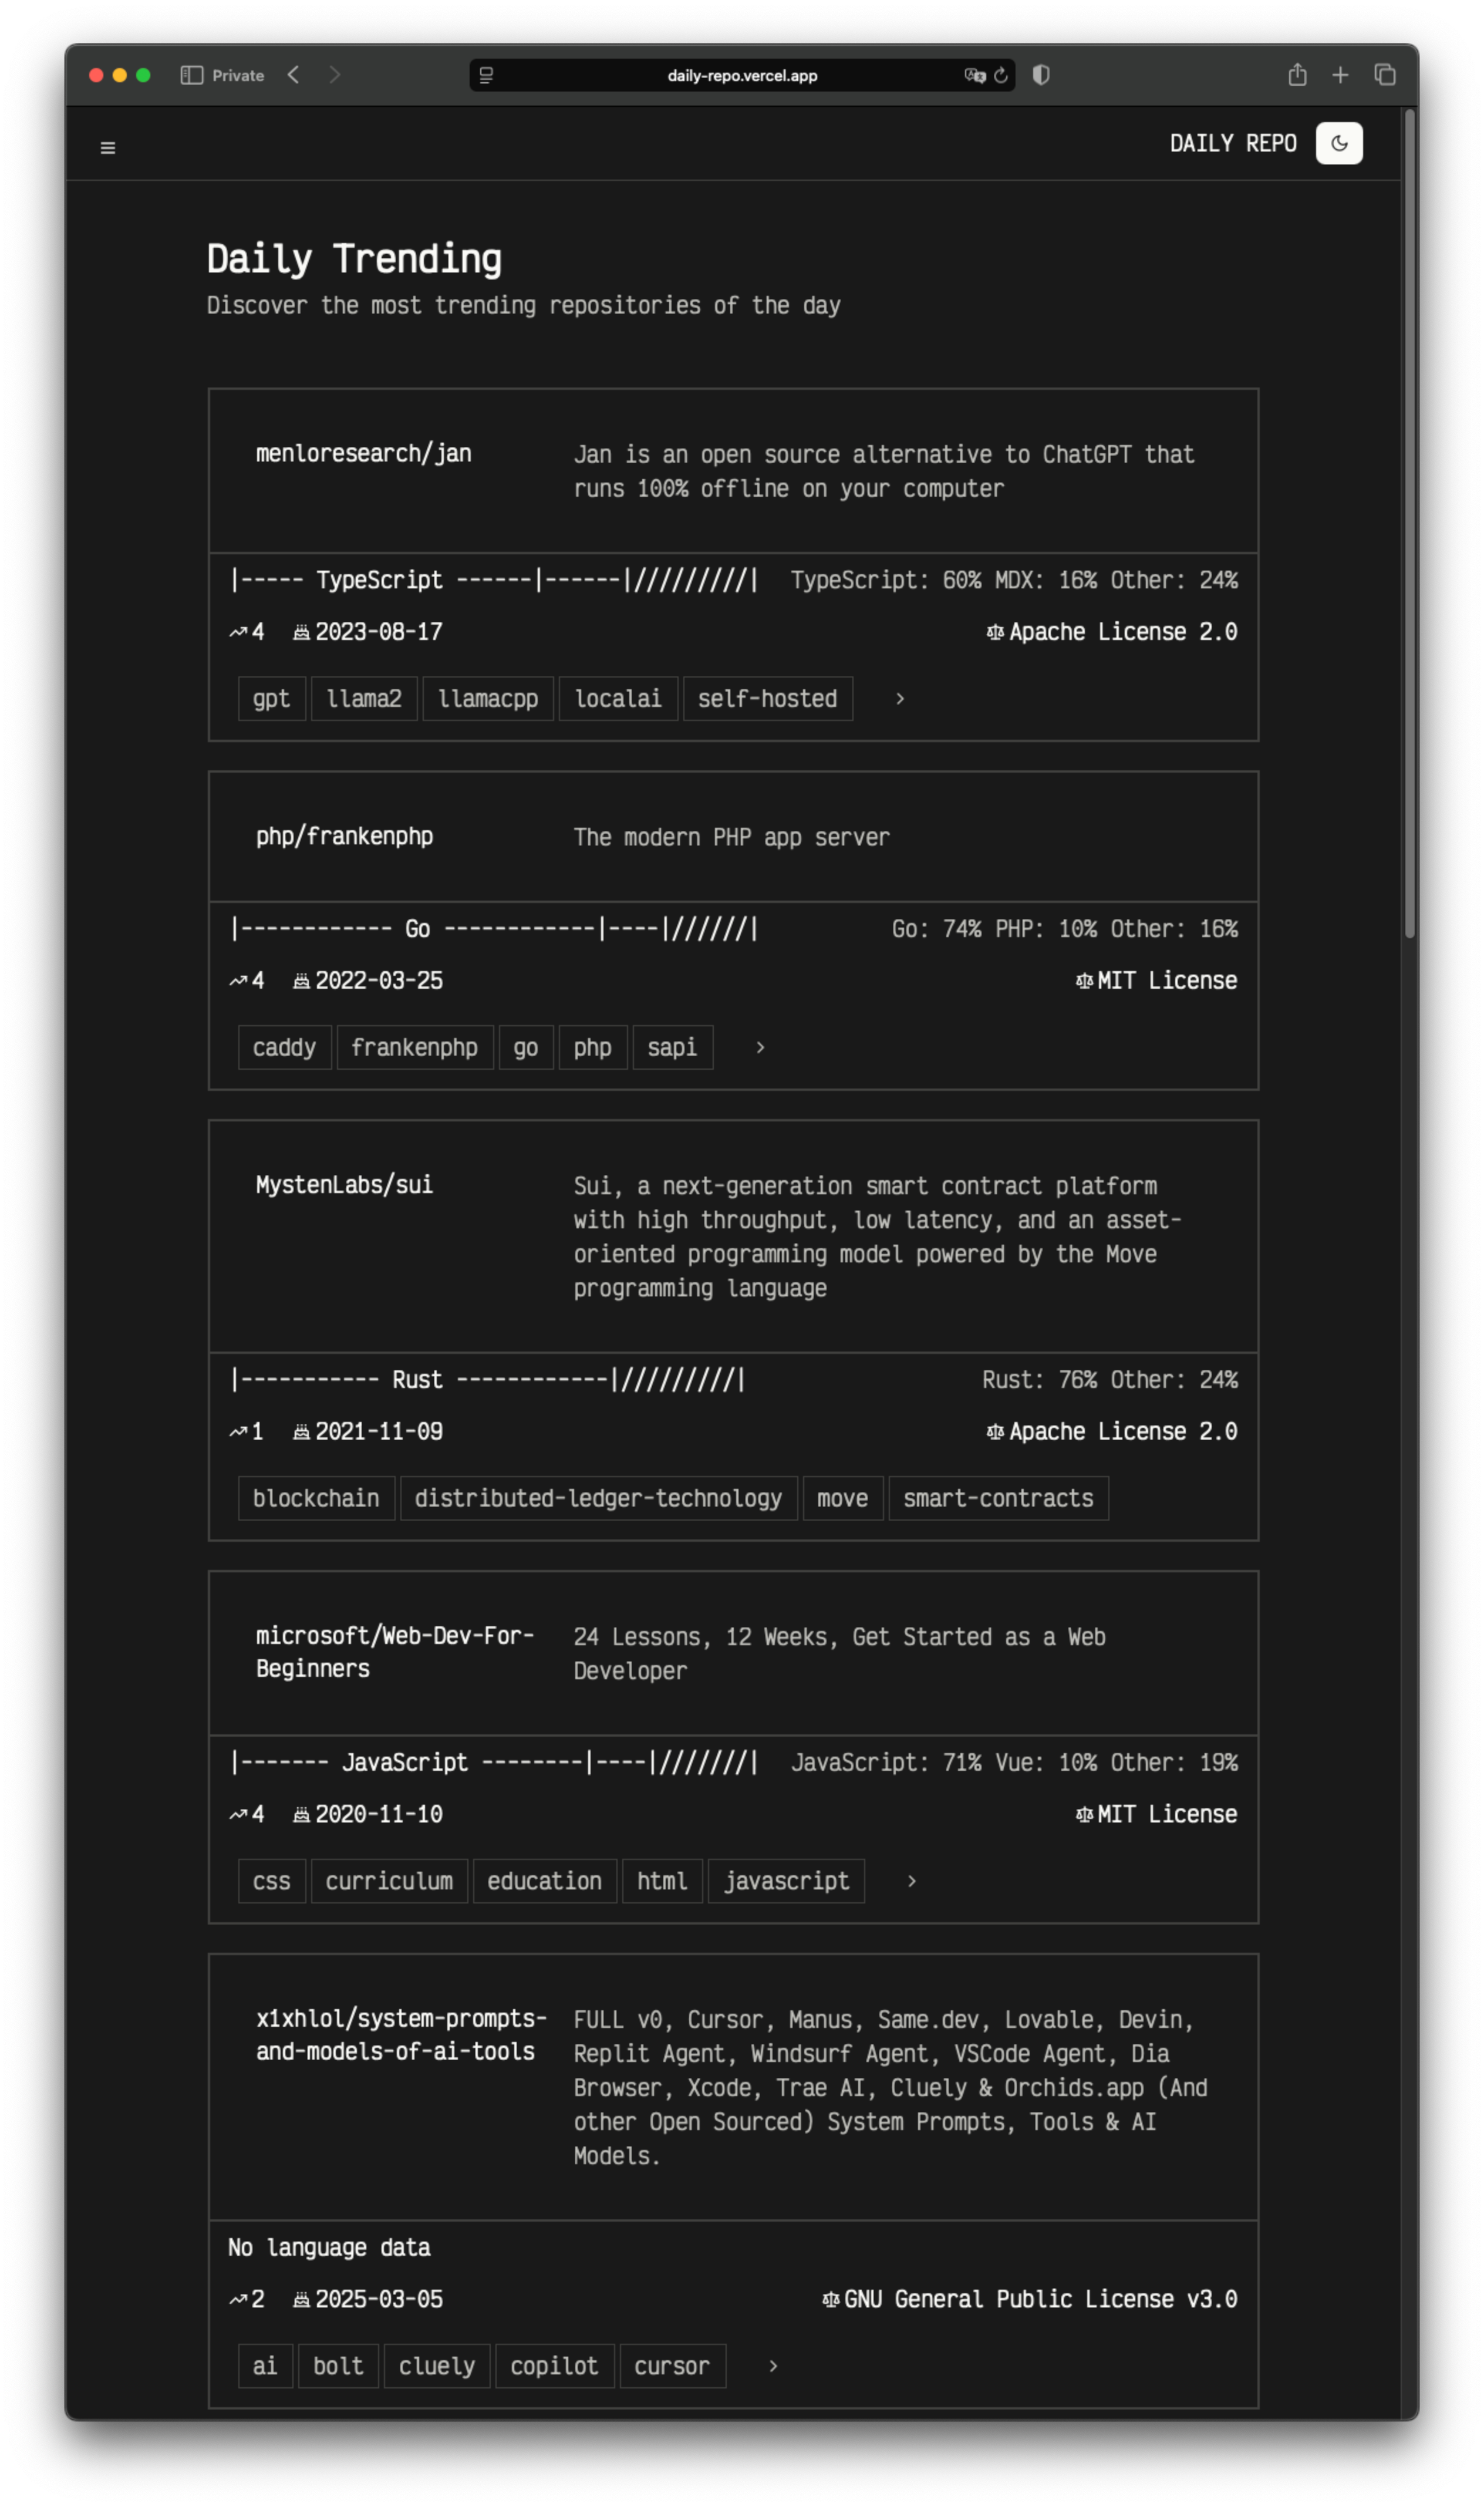 Private
daily-repo.vercel.app
DAILY REPO
Daily Trending
Discover the most trending repositories of the day
menloresearch/jan
Jan is an open source alternative to ChatGPT that
runs 100% offline on your computer
|----- TypeScript ------|------|/////////| TypeScript: 60% MDX: 16% Other: 24%
4 2023-08-17 Apache License 2.0
gpt llama2 llamacpp localai self-hosted >
php/frankenphp
The modern PHP app server
|------------ Go ------------|----|//////| Go: 74% PHP: 10% Other: 16%
4 2022-03-25 MIT License
caddy frankenphp go php sapi >
MystenLabs/sui
Sui, a next-generation smart contract platform
with high throughput, low latency, and an asset-
oriented programming model powered by the Move
programming language
|----------- Rust ------------|/////////| Rust: 76% Other: 24%
1 2021-11-09 Apache License 2.0
blockchain distributed-ledger-technology move smart-contracts
microsoft/Web-Dev-For-
Beginners
24 Lessons, 12 Weeks, Get Started as a Web
Developer
|------- JavaScript --------|----|///////| JavaScript: 71% Vue: 10% Other: 19%
4 2020-11-10 MIT License
css curriculum education html javascript >
x1xhlol/system-prompts-
and-models-of-ai-tools
FULL v0, Cursor, Manus, Same.dev, Lovable, Devin,
Replit Agent, Windsurf Agent, VSCode Agent, Dia
Browser, Xcode, Trae AI, Cluely & Orchids.app (And
other Open Sourced) System Prompts, Tools & AI
Models.
No language data
2 2025-03-05 GNU General Public License v3.0
ai bolt cluely copilot cursor >